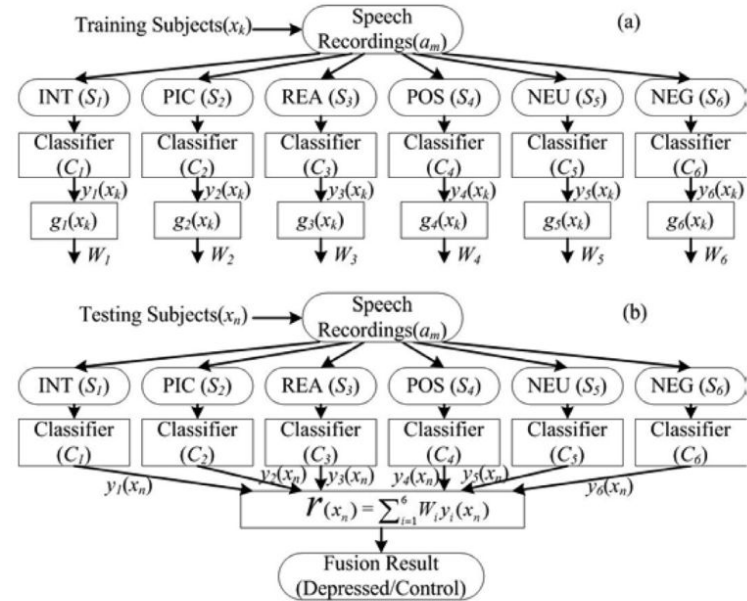 Training Subjects(xₖ)
Speech
Recordings(aₘ)
(a)
INT (S₁) PIC (S₂) REA (S₃) POS (S₄) NEU (S₅) NEG (S₆)
Classifier Classifier Classifier Classifier Classifier Classifier
(C₁) (C₂) (C₃) (C₄) (C₅) (C₆)
y₁(xₖ) y₂(xₖ) y₃(xₖ) y₄(xₖ) y₅(xₖ) y₆(xₖ)
g₁(xₖ) g₂(xₖ) g₃(xₖ) g₄(xₖ) g₅(xₖ) g₆(xₖ)
W₁ W₂ W₃ W₄ W₅ W₆
Testing Subjects(xₙ)
Speech
Recordings(aₘ)
(b)
INT (S₁) PIC (S₂) REA (S₃) POS (S₄) NEU (S₅) NEG (S₆)
Classifier Classifier Classifier Classifier Classifier Classifier
(C₁) (C₂) (C₃) (C₄) (C₅) (C₆)
y₁(xₙ) y₂(xₙ) y₃(xₙ) y₄(xₙ) y₅(xₙ) y₆(xₙ)
r(xₙ) = ∑⁶ᵢ₌₁ Wᵢyᵢ(xₙ)
Fusion Result
(Depressed/Control)